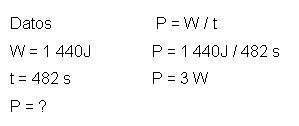 Datos P = W / t
W = 1 440J P = 1 440J / 482 s
t = 482 s P = 3 W
P = ?